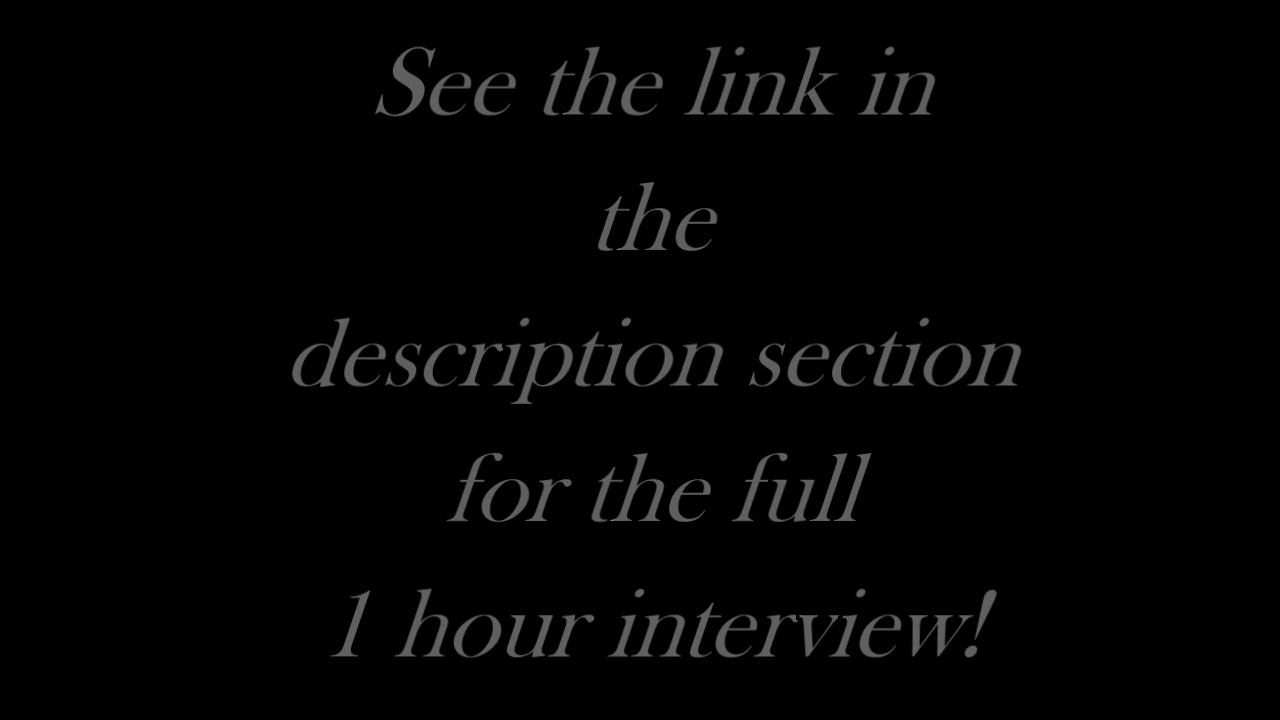 See the link in
the
description section
for the full
1 hour interview!